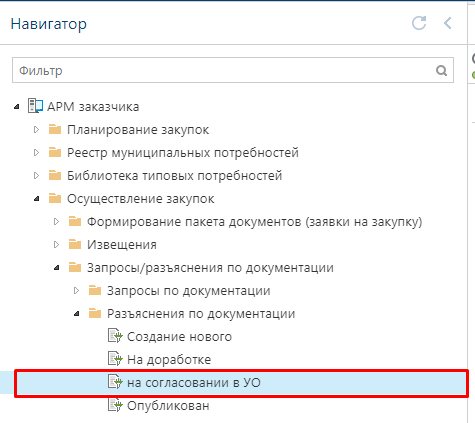 Навигатор
Фильтр
АРМ заказчика
Планирование закупок
Реестр муниципальных потребностей
Библиотека типовых потребностей
Осуществление закупок
Формирование пакета документов (заявки на закупку)
Извещения
Запросы/разъяснения по документации
Запросы по документации
Разъяснения по документации
Создание нового
На доработке
на согласовании в УО
Опубликован